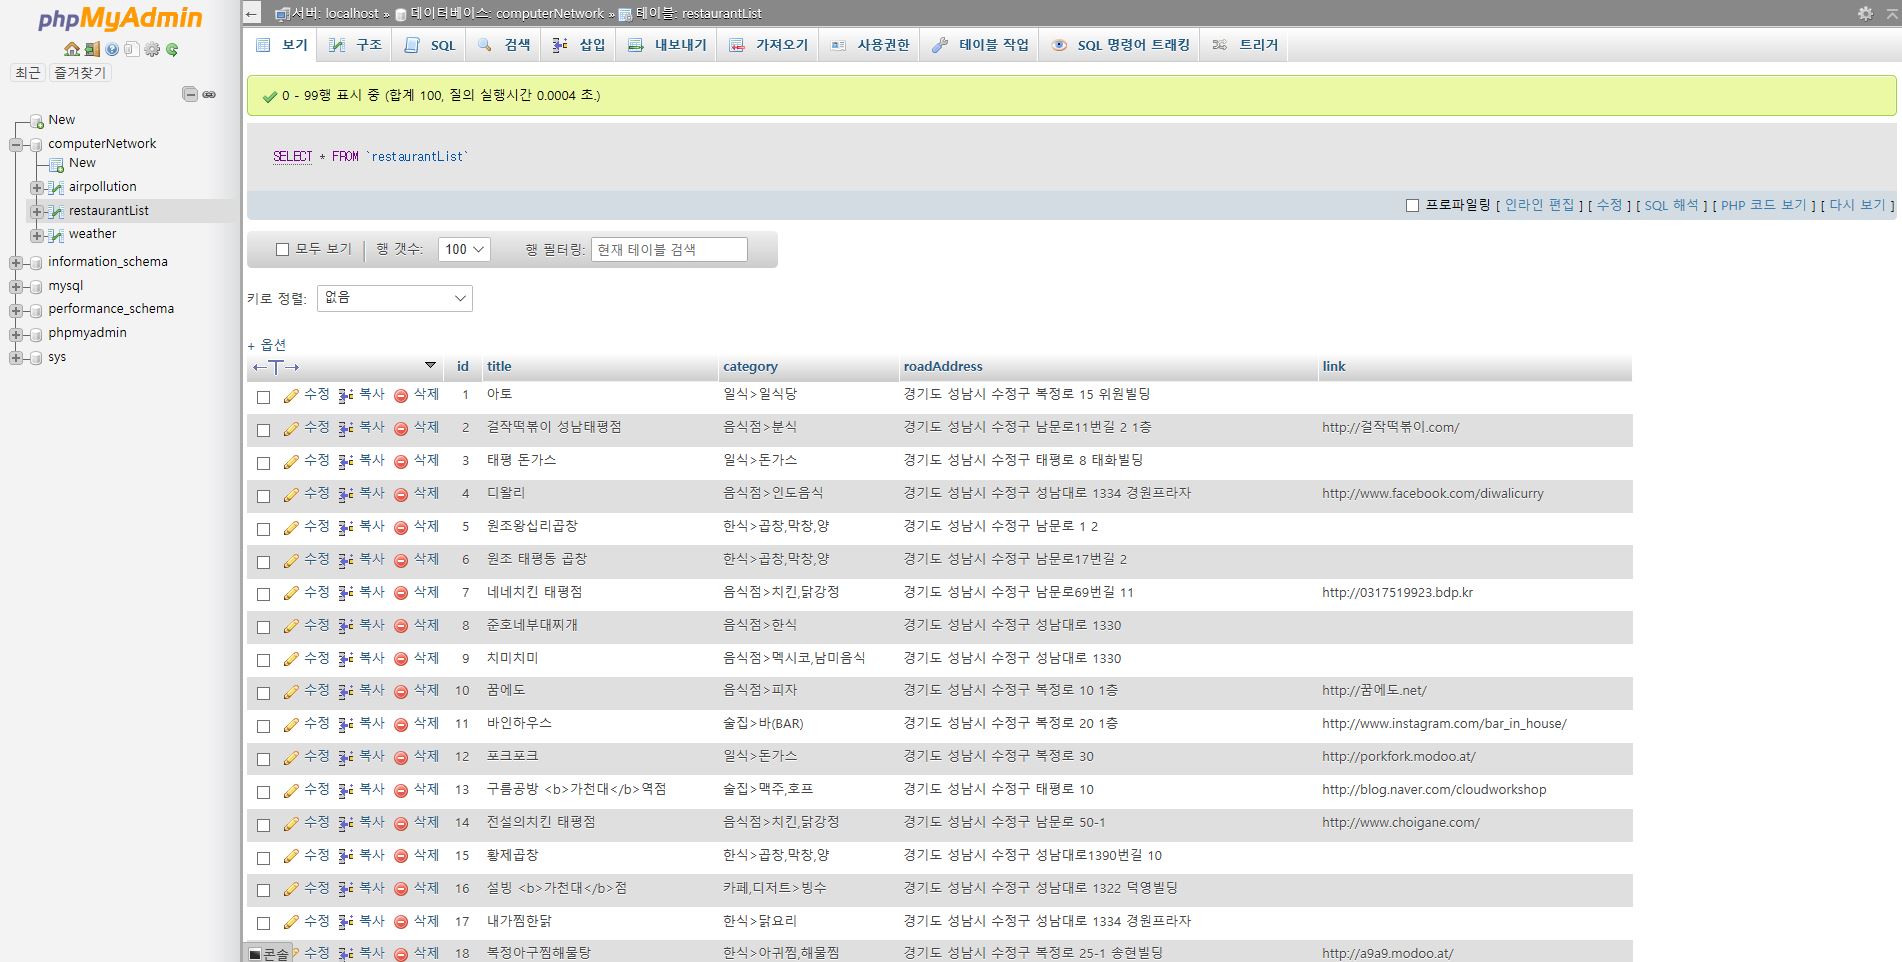 phpMyAdmin
최근 즐겨찾기
New
computerNetwork
New
airpollution
restaurantList
weather
information_schema
mysql
performance_schema
phpmyadmin
sys
서버: localhost » 데이터베이스: computerNetwork » 테이블: restaurantList
보기 구조 SQL 검색 삽입 내보내기 가져오기 사용권한 테이블 작업 SQL 명령어 트래킹 트리거
0 - 99행 표시 중 (합계 100, 질의 실행시간 0.0004 초.)
SELECT * FROM `restaurantList`
프로파일링 [ 인라인 편집 ] [ 수정 ] [ SQL 해석 ] [ PHP 코드 보기 ] [ 다시 보기 ]
모두 보기 행 갯수: 100 행 필터링: 현재 테이블 검색
키로 정렬: 없음
+ 옵션
←T→ id title category roadAddress link
수정 복사 삭제 1 아토 일식>일식당 경기도 성남시 수정구 복정로 15 위원빌딩
수정 복사 삭제 2 걸작떡볶이 성남태평점 음식점>분식 경기도 성남시 수정구 남문로11번길 2 1층 http://걸작떡볶이.com/
수정 복사 삭제 3 태평 돈가스 일식>돈가스 경기도 성남시 수정구 태평로 8 태화빌딩
수정 복사 삭제 4 디왈리 음식점>인도음식 경기도 성남시 수정구 성남대로 1334 경원프라자 http://www.facebook.com/diwalicurry
수정 복사 삭제 5 원조왕십리곱창 한식>곱창,막창,양 경기도 성남시 수정구 남문로 1 2
수정 복사 삭제 6 원조 태평동 곱창 한식>곱창,막창,양 경기도 성남시 수정구 남문로17번길 2
수정 복사 삭제 7 네네치킨 태평점 음식점>치킨,닭강정 경기도 성남시 수정구 남문로69번길 11 http://0317519923.bdp.kr
수정 복사 삭제 8 준호네부대찌개 음식점>한식 경기도 성남시 수정구 성남대로 1330
수정 복사 삭제 9 치미치미 음식점>멕시코,남미음식 경기도 성남시 수정구 성남대로 1330
수정 복사 삭제 10 꿈에도 음식점>피자 경기도 성남시 수정구 복정로 10 1층 http://꿈에도.net/
수정 복사 삭제 11 바인하우스 술집>바(BAR) 경기도 성남시 수정구 복정로 20 1층 http://www.instagram.com/bar_in_house/
수정 복사 삭제 12 포크포크 일식>돈가스 경기도 성남시 수정구 복정로 30 http://porkfork.modoo.at/
수정 복사 삭제 13 구름공방 <b>가천대</b>역점 술집>맥주,호프 경기도 성남시 수정구 태평로 10 http://blog.naver.com/cloudworkshop
수정 복사 삭제 14 전설의치킨 태평점 음식점>치킨,닭강정 경기도 성남시 수정구 남문로 50-1 http://www.choigane.com/
수정 복사 삭제 15 황제곱창 한식>곱창,막창,양 경기도 성남시 수정구 성남대로1390번길 10
수정 복사 삭제 16 설빙 <b>가천대</b>점 카페,디저트>빙수 경기도 성남시 수정구 성남대로 1322 덕영빌딩
수정 복사 삭제 17 내가찜한닭 한식>닭요리 경기도 성남시 수정구 성남대로 1334 경원프라자
콘솔 수정 복사 삭제 18 복정아구찜해물탕 한식>아귀찜,해물찜 경기도 성남시 수정구 복정로 25-1 송현빌딩 http://a9a9.modoo.at/